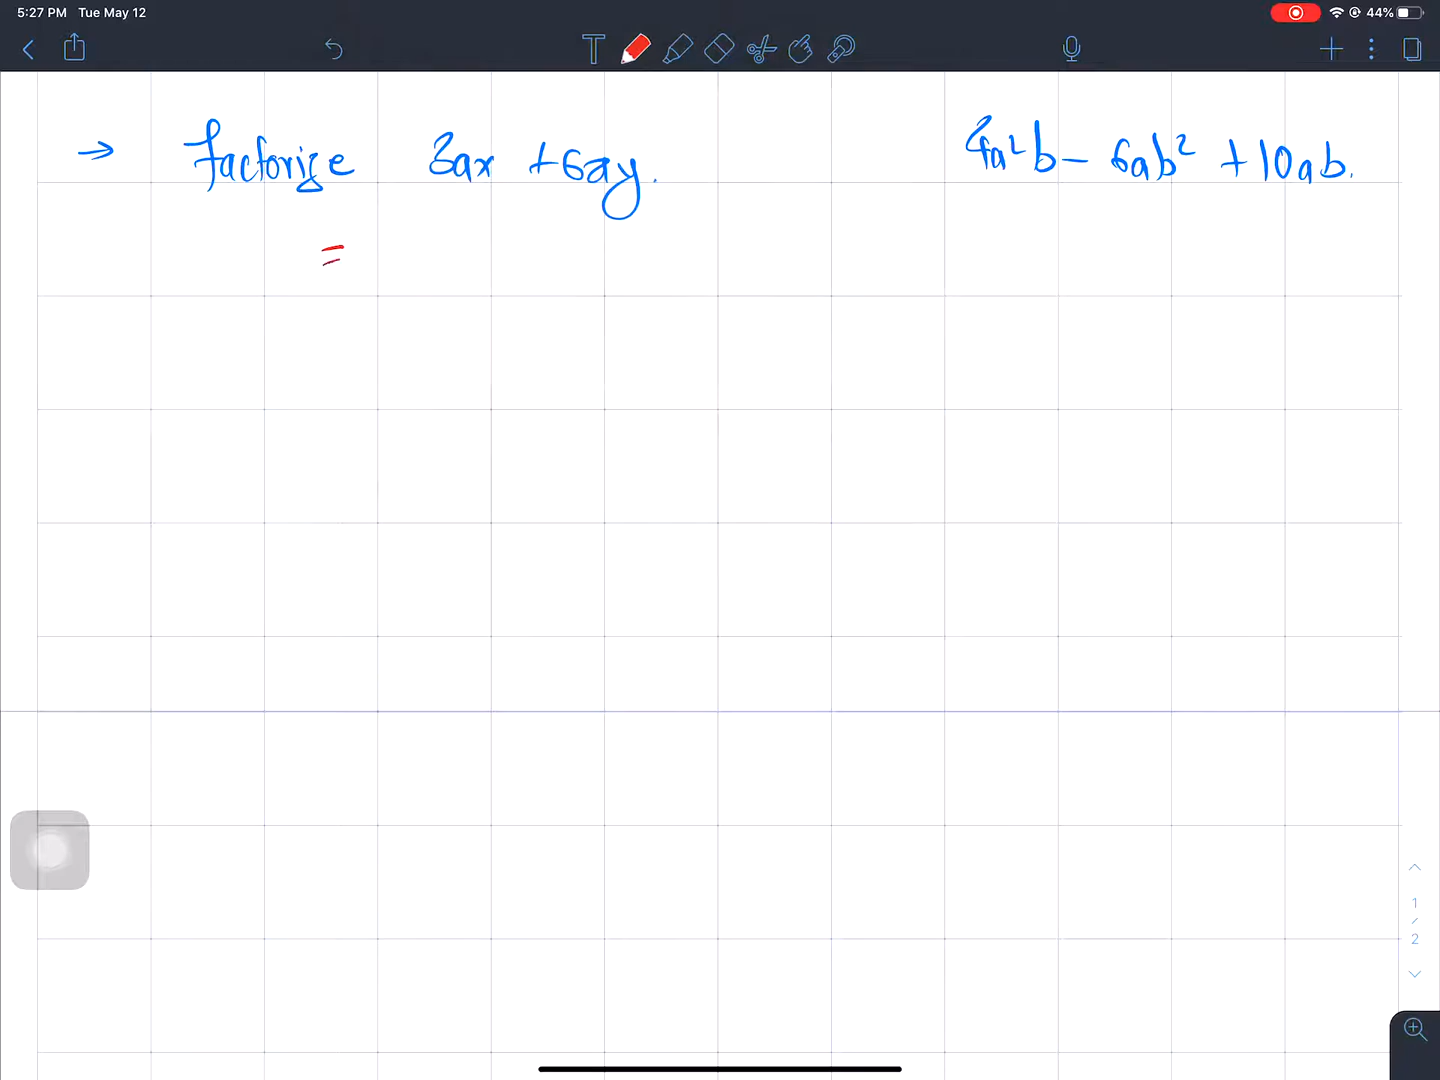 5:27 PM Tue May 12 44%
→ factorize 3ax + 6ay. 4a²b - 6ab² + 10ab.
=
1
/
2